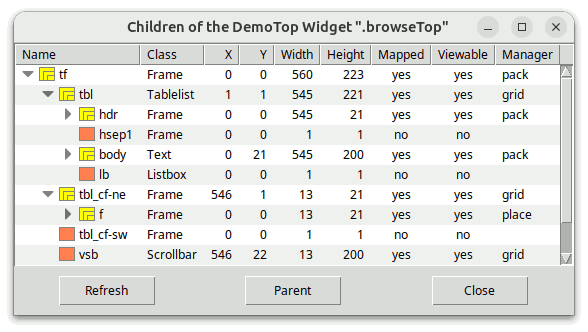 Children of the DemoTop Widget ".browseTop"
Name Class X Y Width Height Mapped Viewable Manager
tf Frame 0 0 560 223 yes yes pack
tbl Tablelist 1 1 545 221 yes yes grid
hdr Frame 0 0 545 21 yes yes pack
hsep1 Frame 0 0 1 1 no no
body Text 0 21 545 200 yes yes pack
lb Listbox 0 0 1 1 no no
tbl_cf-ne Frame 546 1 13 21 yes yes grid
f Frame 0 0 13 21 yes yes place
tbl_cf-sw Frame 0 0 1 1 no no
vsb Scrollbar 546 22 13 200 yes yes grid
Refresh Parent Close